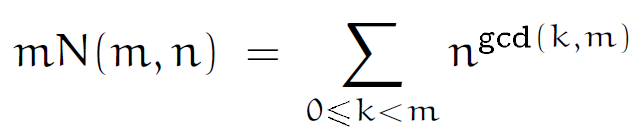 mN(m,n) = ∑ n^gcd(k,m)
0⩽k<m